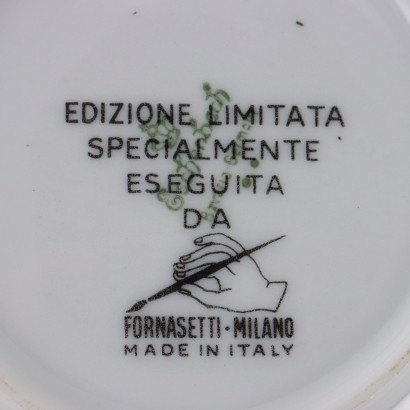 EDIZIONE LIMITATA
SPECIALMENTE
ESEGUITA
DA
FORNASETTI · MILANO
MADE IN ITALY